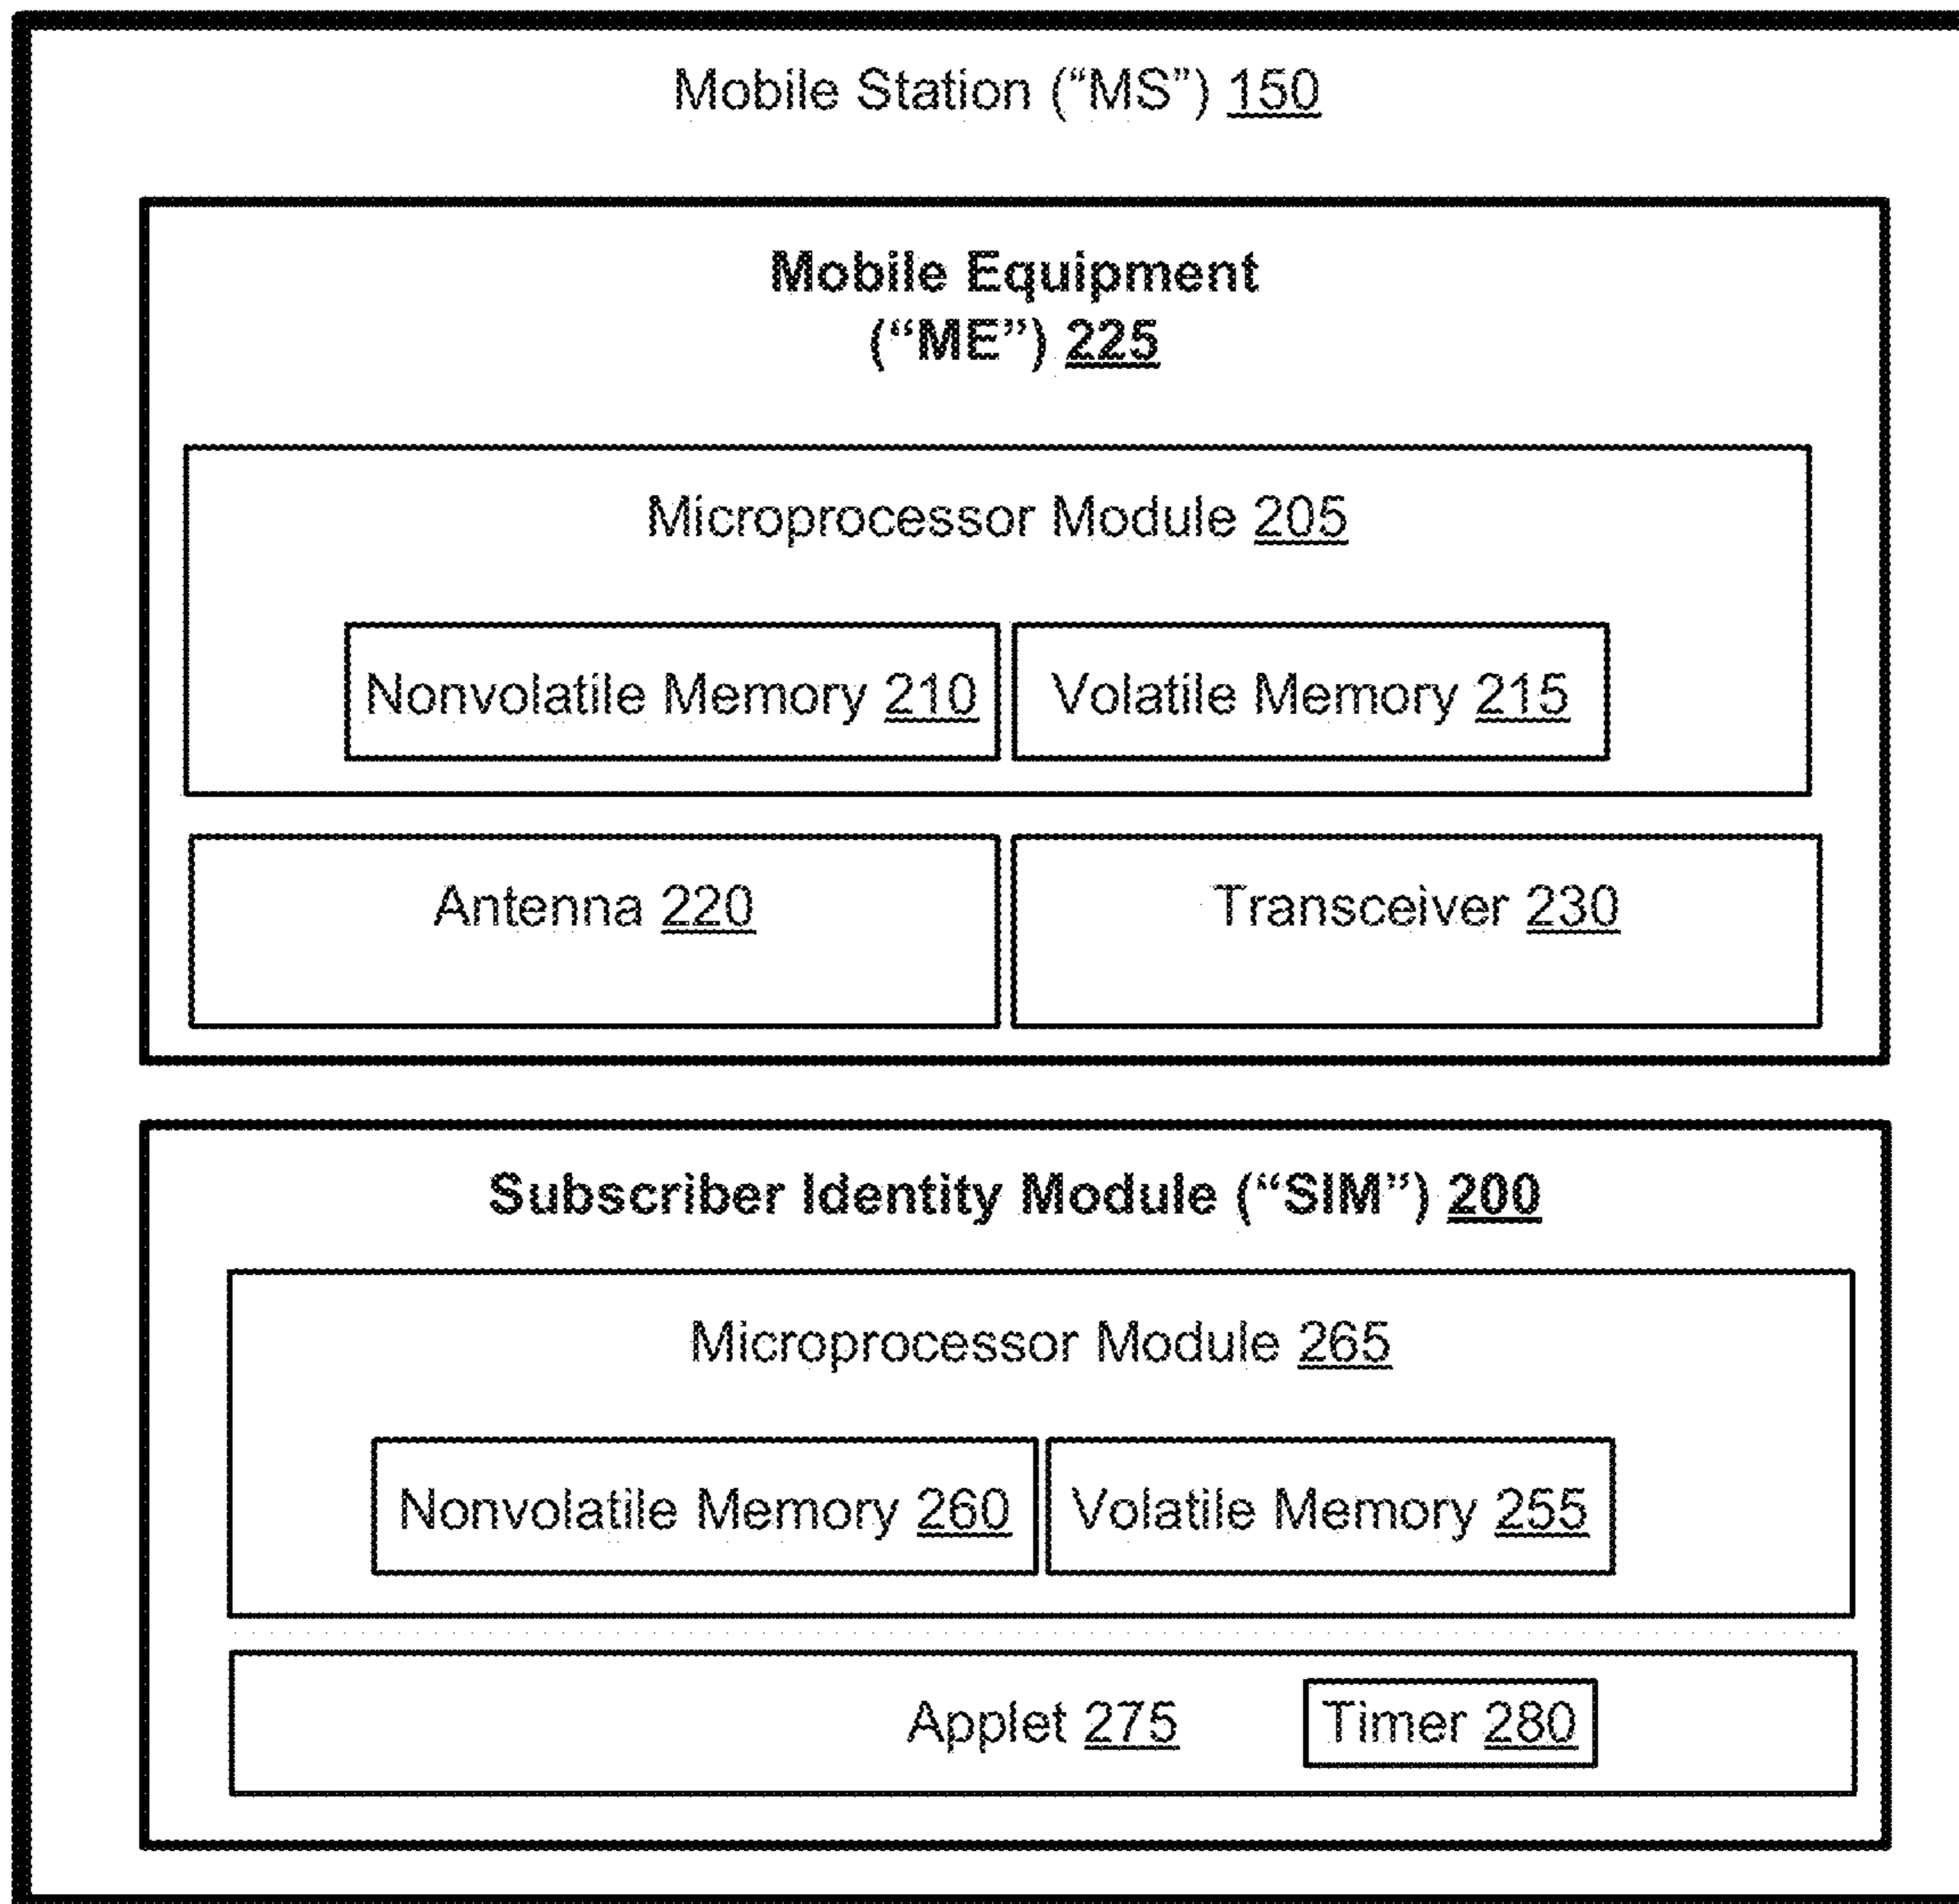 Mobile Station (“MS”) 150
Mobile Equipment
(“ME”) 225
Microprocessor Module 205
Nonvolatile Memory 210
Volatile Memory 215
Antenna 220
Transceiver 230
Subscriber Identity Module (“SIM”) 200
Microprocessor Module 265
Nonvolatile Memory 260
Volatile Memory 255
Applet 275
Timer 280